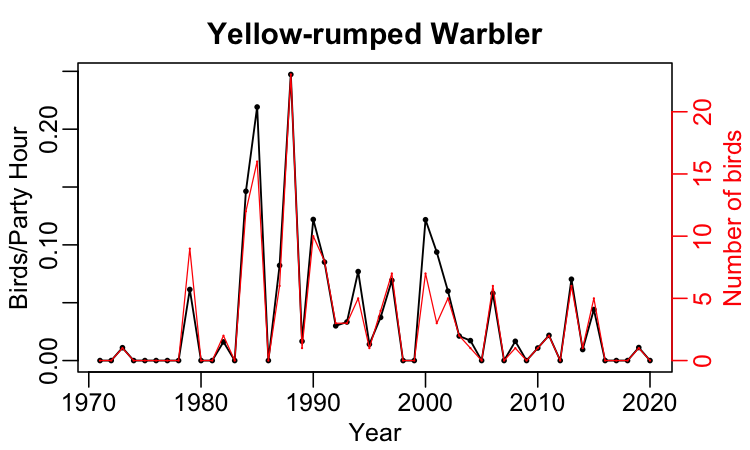 Yellow-rumped Warbler
Birds/Party Hour
0.00 0.10 0.20
Number of birds
0 5 10 15 20
1970 1980 1990 2000 2010 2020
Year